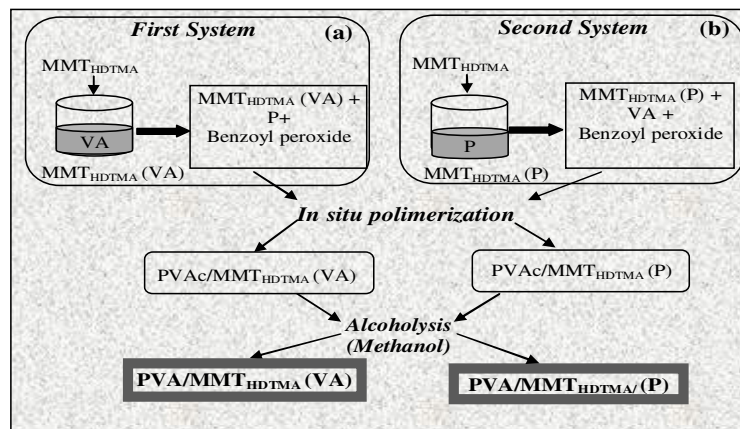 First System (a)
MMTHDTMA
VA
MMTHDTMA (VA)
MMTHDTMA (VA) +
P+
Benzoyl peroxide
Second System (b)
MMTHDTMA
P
MMTHDTMA (P)
MMTHDTMA (P) +
VA +
Benzoyl peroxide
In situ polimerization
PVAc/MMTHDTMA (VA)
PVAc/MMTHDTMA (P)
Alcoholysis
(Methanol)
PVA/MMTHDTMA (VA)
PVA/MMTHDTMA/ (P)